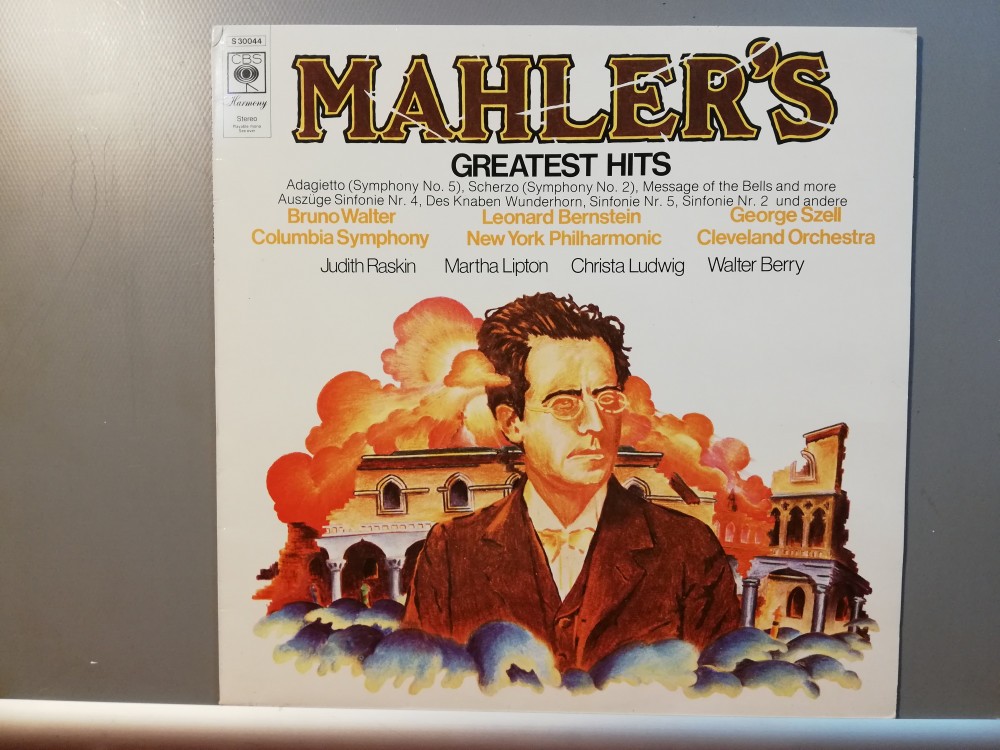 S 30044
CBS
Harmony
Stereo
MAHLER'S
GREATEST HITS
Adagietto (Symphony No. 5), Scherzo (Symphony No. 2), Message of the Bells and more
Auszüge Sinfonie Nr. 4, Des Knaben Wunderhorn, Sinfonie Nr. 5, Sinfonie Nr. 2 und andere
Bruno Walter Leonard Bernstein George Szell
Columbia Symphony New York Philharmonic Cleveland Orchestra
Judith Raskin Martha Lipton Christa Ludwig Walter Berry